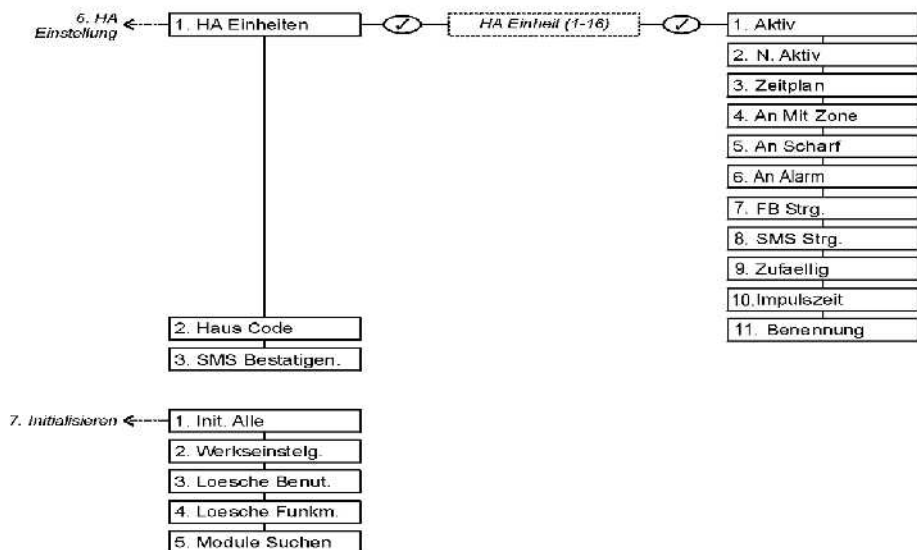 6. HA
Einstellung
1. HA Einheiten
HA Einheit (1-16)
1. Aktiv
2. N. Aktiv
3. Zeitplan
4. An Mit Zone
5. An Scharf
6. An Alarm
7. FB Strg.
8. SMS Strg.
9. Zufaellig
10.Impulszeit
11. Benennung
2. Haus Code
3. SMS Bestatigen.
7. Initialisieren
1. Init. Alle
2. Werkseinstelg.
3. Loesche Benut.
4. Loesche Funkm.
5. Module Suchen